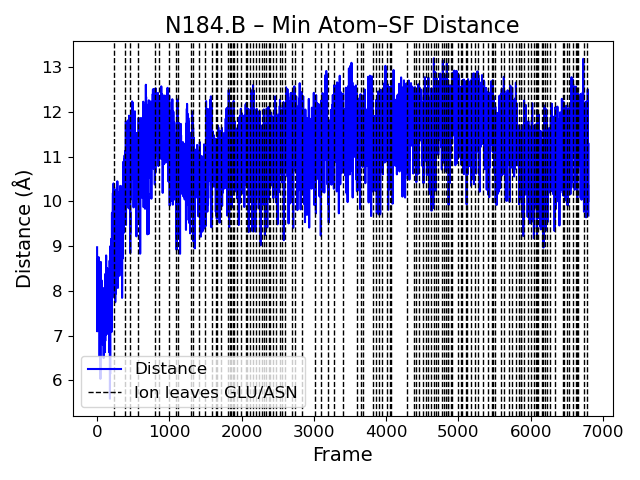 N184.B – Min Atom–SF Distance
Distance (Å)
13
12
11
10
9
8
7
6
Distance
Ion leaves GLU/ASN
0 1000 2000 3000 4000 5000 6000 7000
Frame